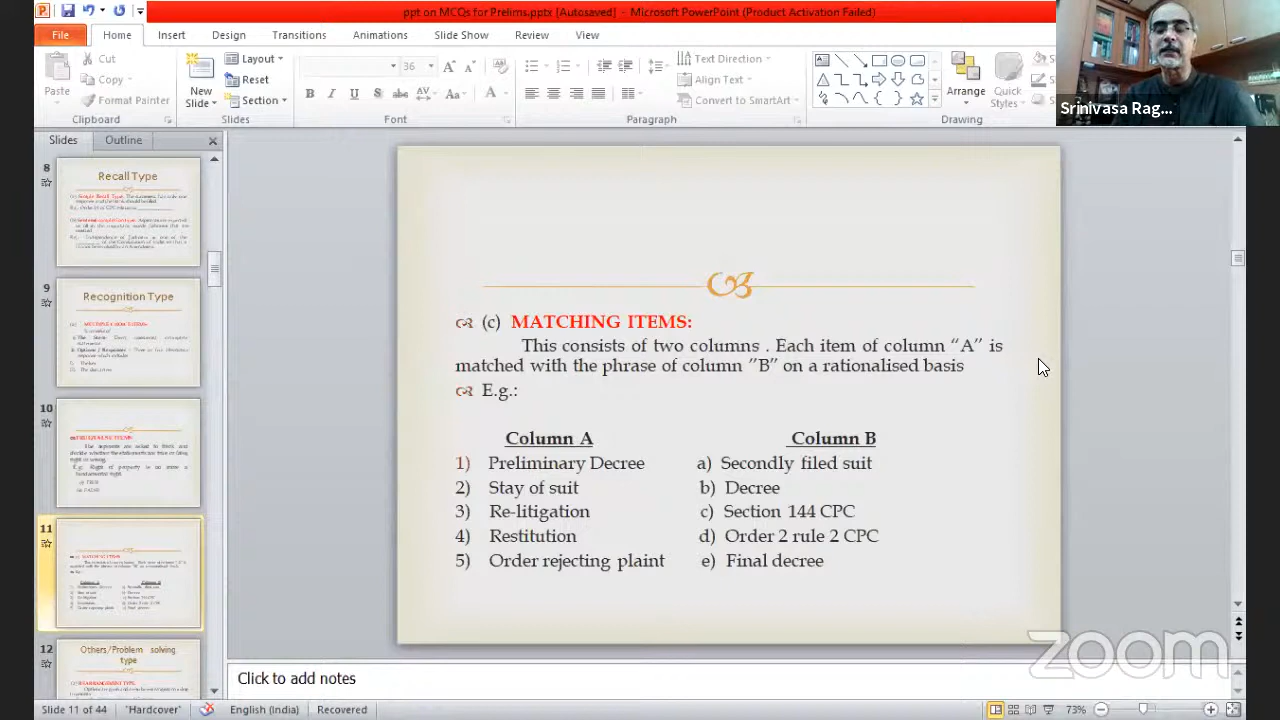 ppt on MCQs for Prelims.pptx [Autosaved] - Microsoft PowerPoint (Product Activation Failed)
File Home Insert Design Transitions Animations Slide Show Review View
Paste
Cut
Copy
Format Painter
Clipboard
New Slide
Layout
Reset
Section
Slides
36
B I U S abc AV Aa A
Font
Text Direction
Align Text
Convert to SmartArt
Paragraph
Arrange
Quick Styles
Drawing
Srinivasa Rag...
Slides Outline
8
Recall Type
9
Recognition Type
10
11
12
Others/Problem solving type
(c) MATCHING ITEMS:
This consists of two columns . Each item of column "A" is
matched with the phrase of column "B" on a rationalised basis
E.g.:
Column A Column B
1) Preliminary Decree a) Secondly filed suit
2) Stay of suit b) Decree
3) Re-litigation c) Section 144 CPC
4) Restitution d) Order 2 rule 2 CPC
5) Order rejecting plaint e) Final decree
zoom
Click to add notes
Slide 11 of 44 "Hardcover" English (India) Recovered 73%